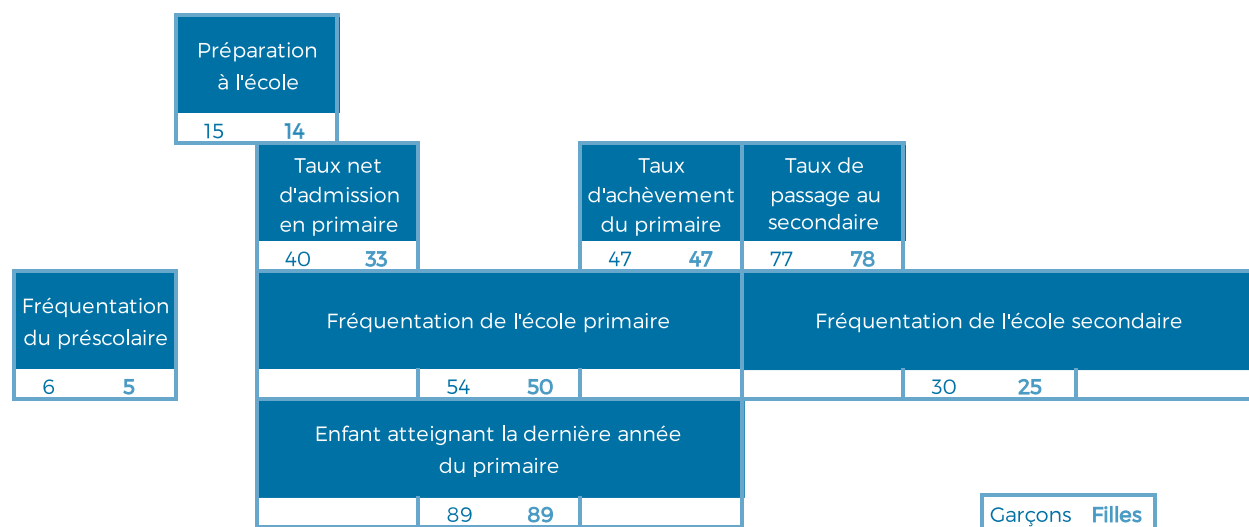 Préparation
à l'école
15 14
Taux net
d'admission
en primaire
40 33
Taux
d'achèvement
du primaire
47 47
Taux de
passage au
secondaire
77 78
Fréquentation
du préscolaire
6 5
Fréquentation de l'école primaire
54 50
Fréquentation de l'école secondaire
30 25
Enfant atteignant la dernière année
du primaire
89 89
Garçons Filles